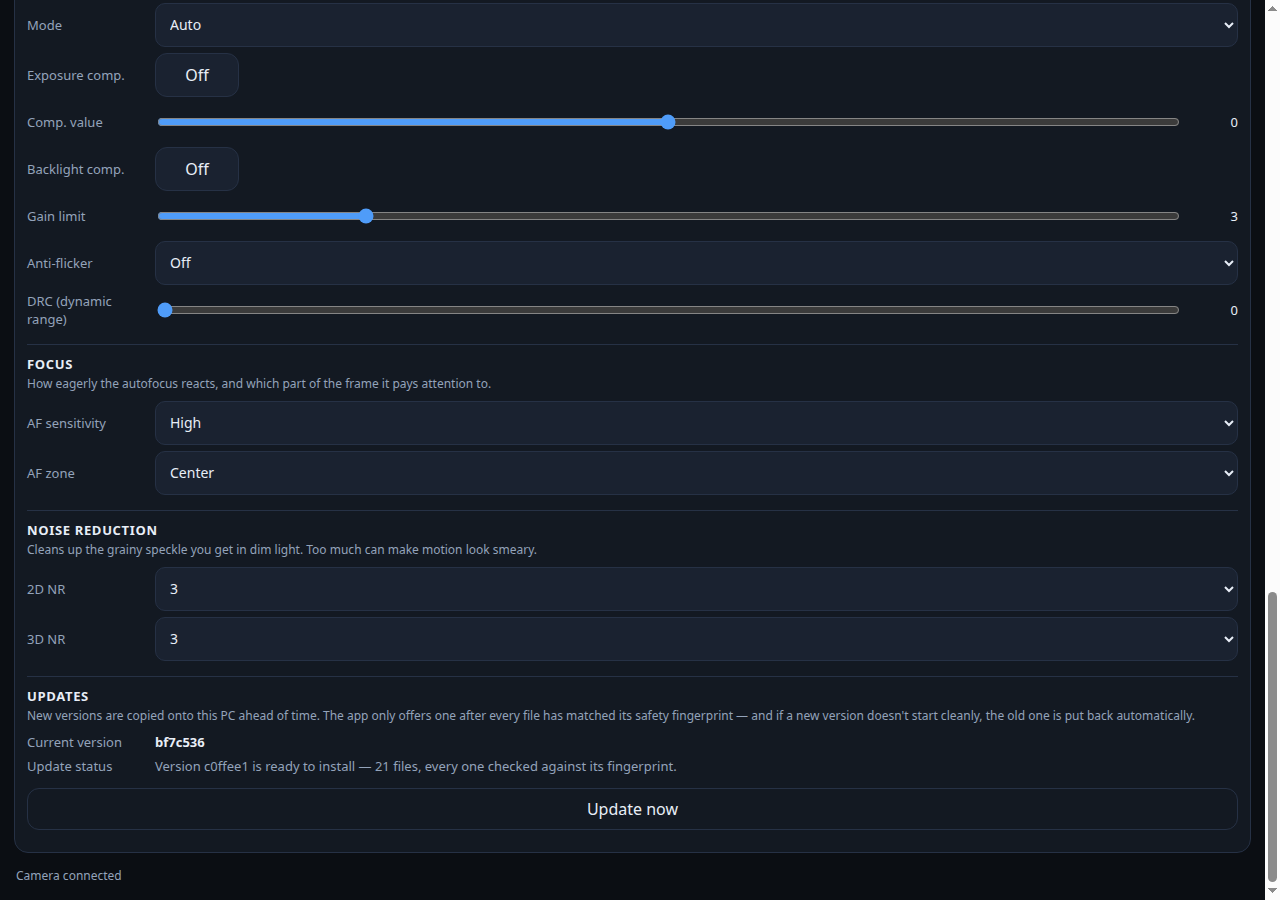 Mode
Auto
Exposure comp.
Off
Comp. value
0
Backlight comp.
Off
Gain limit
3
Anti-flicker
Off
DRC (dynamic
range)
0
FOCUS
How eagerly the autofocus reacts, and which part of the frame it pays attention to.
AF sensitivity
High
AF zone
Center
NOISE REDUCTION
Cleans up the grainy speckle you get in dim light. Too much can make motion look smeary.
2D NR
3
3D NR
3
UPDATES
New versions are copied onto this PC ahead of time. The app only offers one after every file has matched its safety fingerprint — and if a new version doesn't start cleanly, the old one is put back automatically.
Current version
bf7c536
Update status
Version c0ffee1 is ready to install — 21 files, every one checked against its fingerprint.
Update now
Camera connected